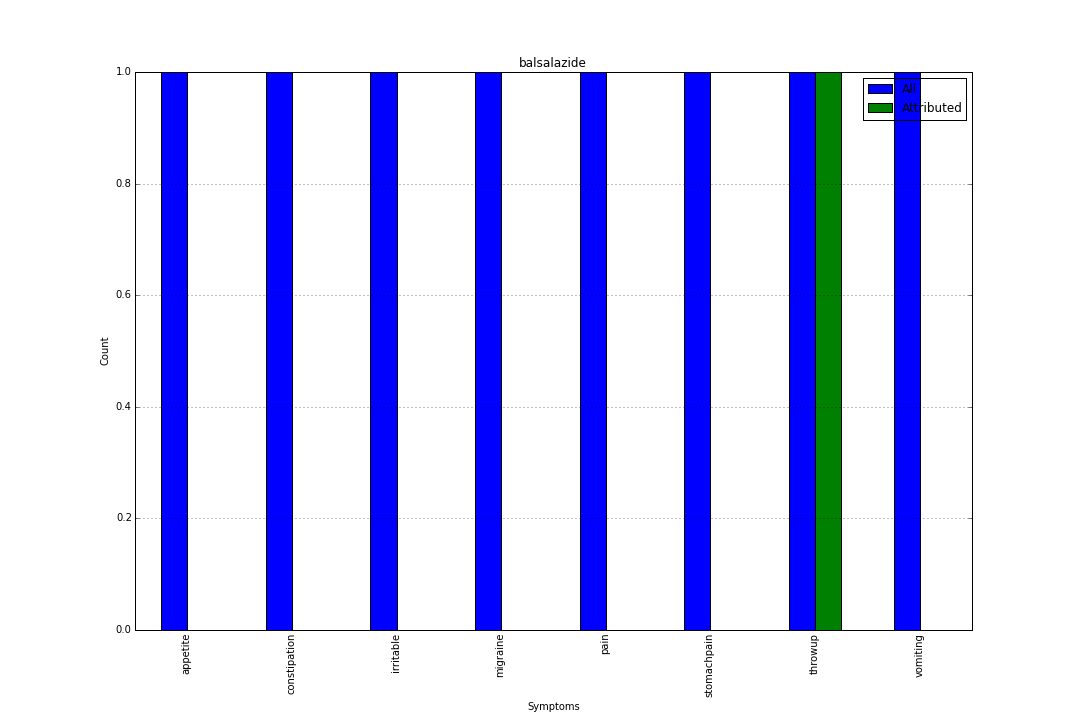 balsalazide
1.0
0.8
0.6
0.4
0.2
0.0
Count
All
Attributed
appetite
constipation
irritable
migraine
pain
stomachpain
throwup
vomiting
Symptoms